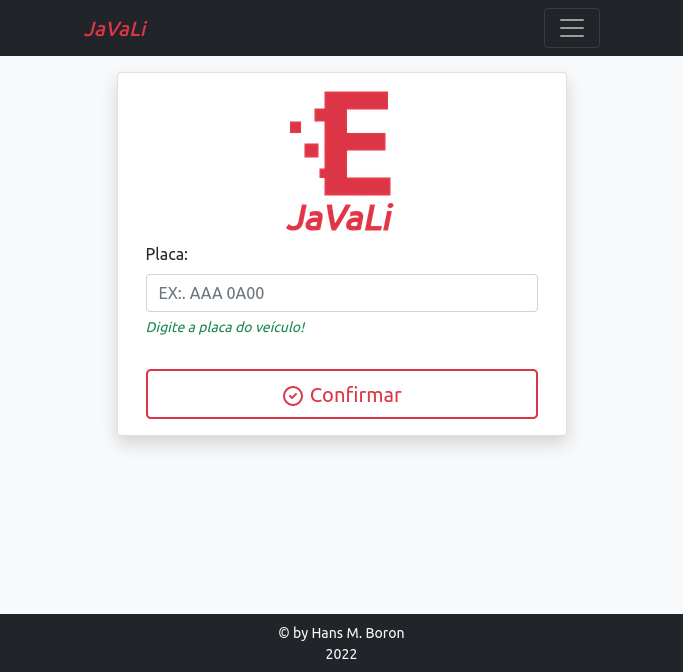 JaVaLi
E
JaVaLi
Placa:
EX:. AAA 0A00
Digite a placa do veículo!
Confirmar
© by Hans M. Boron
2022